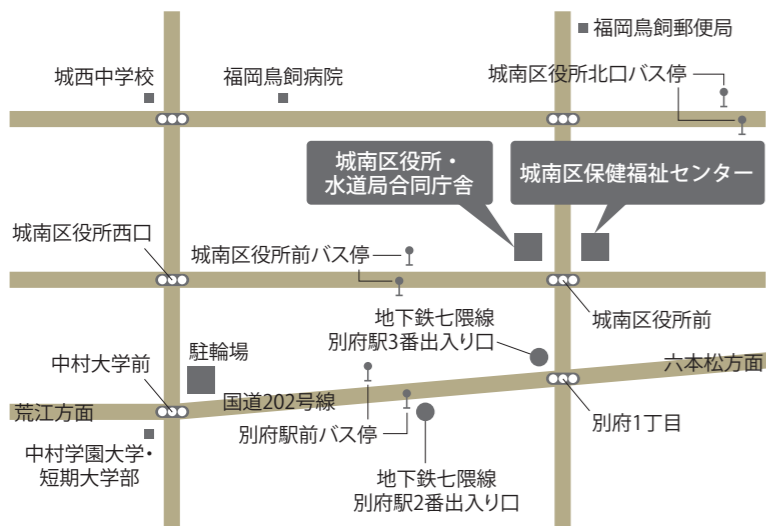 福岡鳥飼郵便局
城西中学校
福岡鳥飼病院
城南区役所北口バス停
城南区役所・
水道局合同庁舎
城南区保健福祉センター
城南区役所西口
城南区役所前バス停
地下鉄七隈線
別府駅3番出入り口
城南区役所前
中村大学前
駐輪場
六本松方面
国道202号線
荒江方面
別府駅前バス停
別府1丁目
中村学園大学・
短期大学部
地下鉄七隈線
別府駅2番出入り口